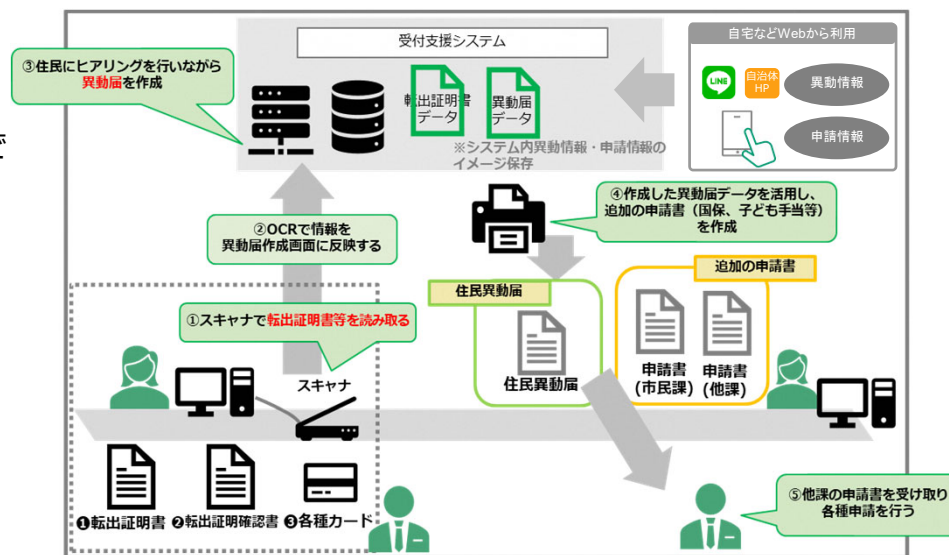 受付支援システム
自宅などWebから利用
③住民にヒアリングを行いながら
異動届を作成
転出証明書
データ
異動届
データ
LINE
自治体
HP
異動情報
申請情報
※システム内異動情報・申請情報の
イメージ保存
④作成した異動届データを活用し、
追加の申請書（国保、子ども手当等）
を作成
②OCRで情報を
異動届作成画面に反映する
住民異動届
追加の申請書
①スキャナで転出証明書等を読み取る
スキャナ
住民異動届
申請書
(市民課)
申請書
(他課)
❶転出証明書
❷転出証明確認書
❸各種カード
⑤他課の申請書を受け取り
各種申請を行う